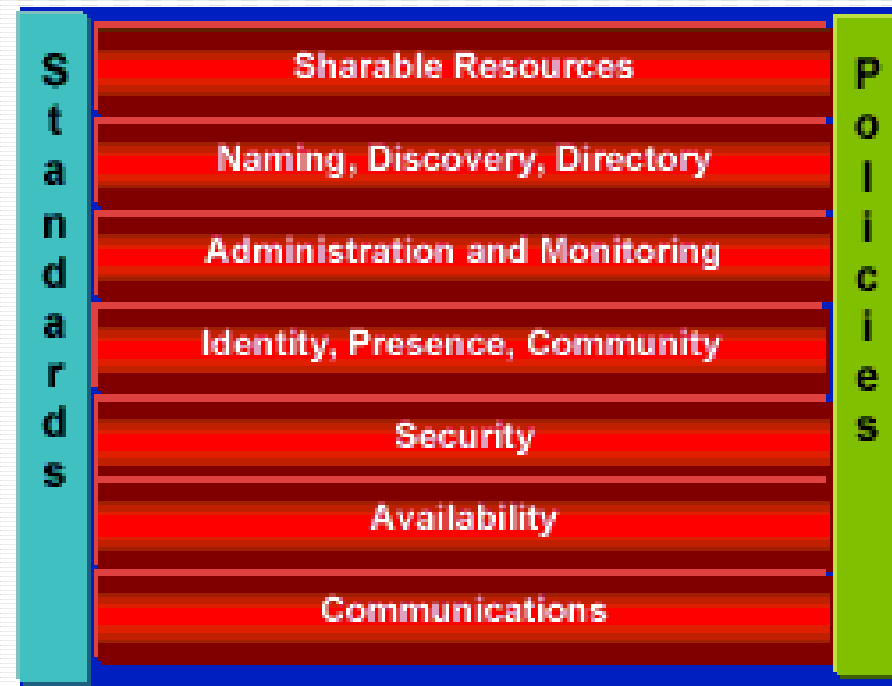 Standards
Sharable Resources
Naming, Discovery, Directory
Administration and Monitoring
Identity, Presence, Community
Security
Availability
Communications
Policies